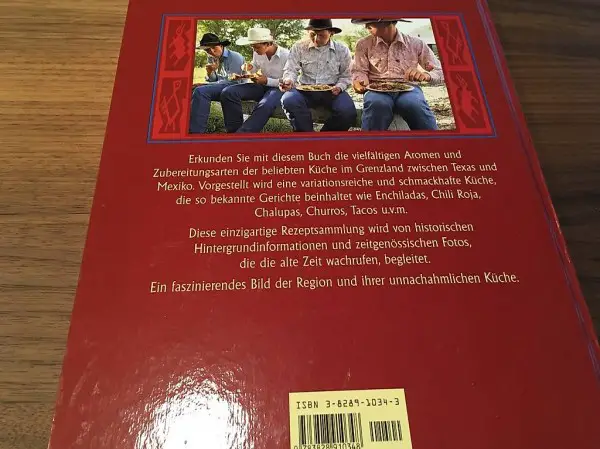 Erkunden Sie mit diesem Buch die vielfältigen Aromen und
Zubereitungsarten der beliebten Küche im Grenzland zwischen Texas und
Mexiko. Vorgestellt wird eine variationsreiche und schmackhafte Küche,
die so bekannte Gerichte beinhaltet wie Enchiladas, Chili Roja,
Chalupas, Churros, Tacos u.v.m.
Diese einzigartige Rezeptsammlung wird von historischen
Hintergrundinformationen und zeitgenössischen Fotos,
die die alte Zeit wachrufen, begleitet.
Ein faszinierendes Bild der Region und ihrer unnachahmlichen Küche.
ISBN 3-8289-1034-3
9783828910348